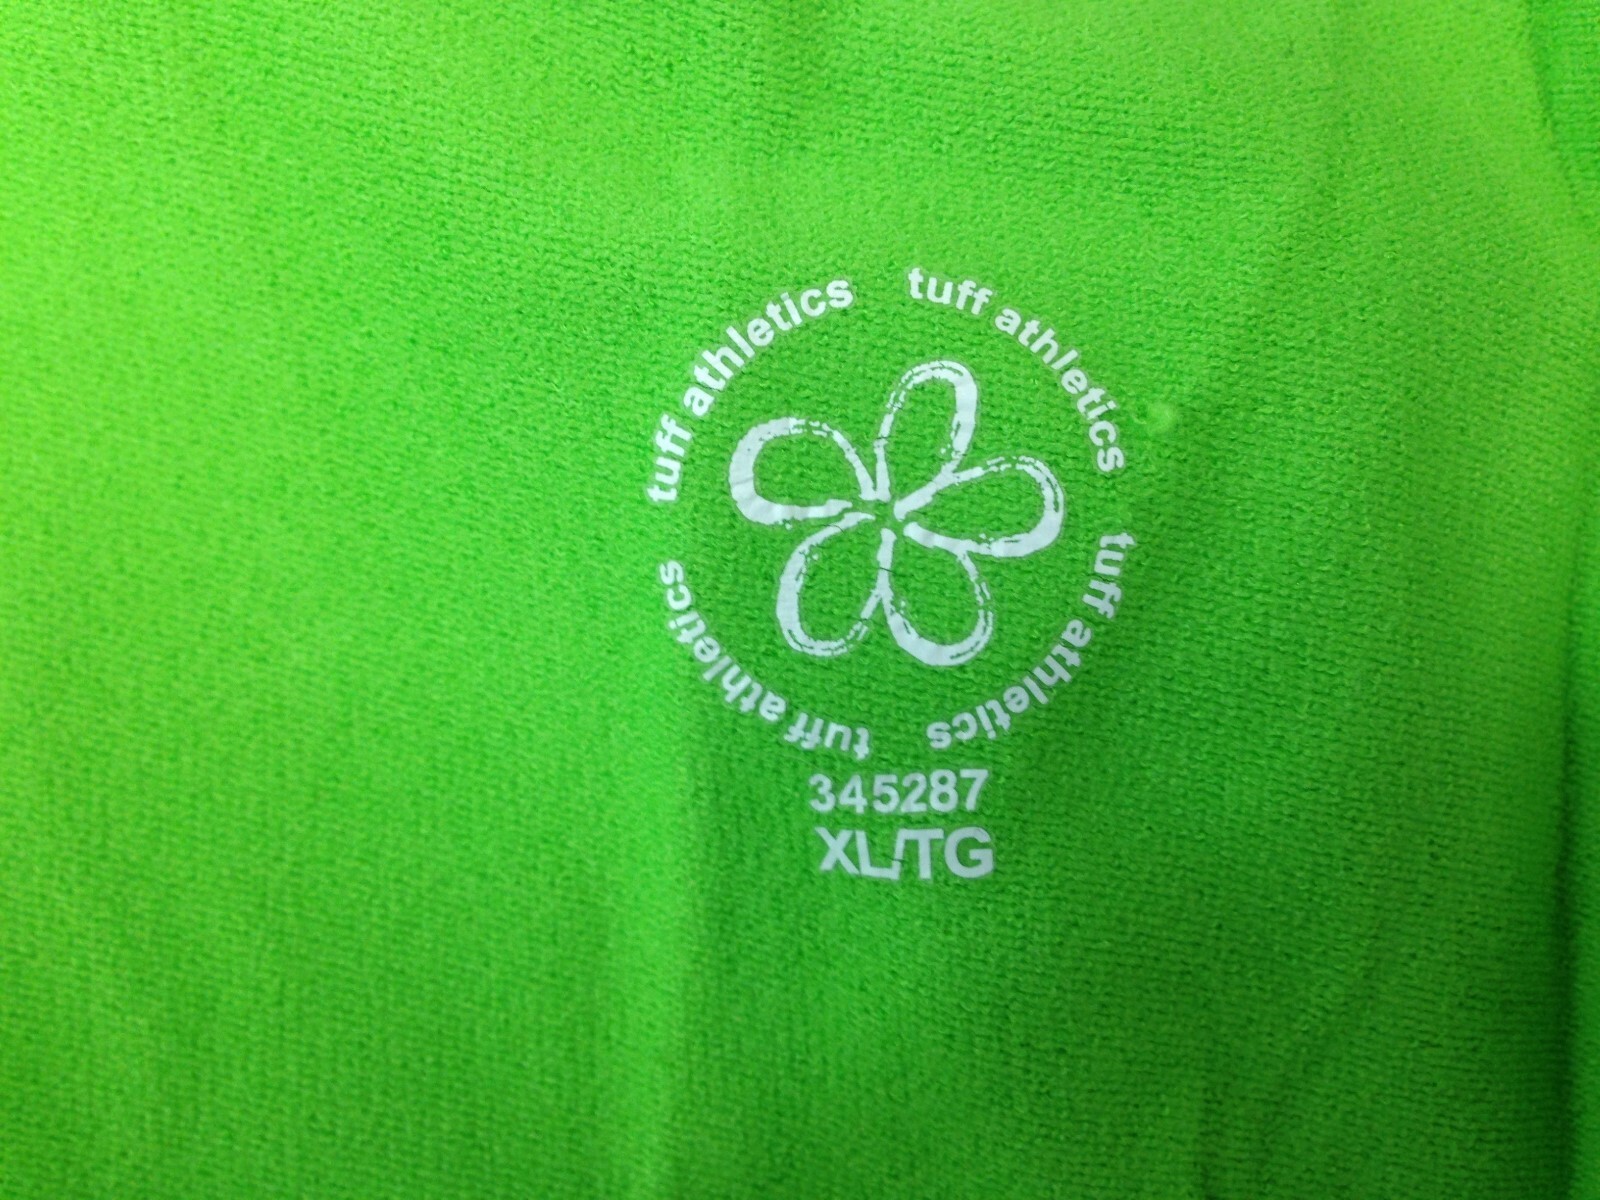 tuff athletics
tuff athletics
tuff athletics
tuff athletics
345287
XL/TG